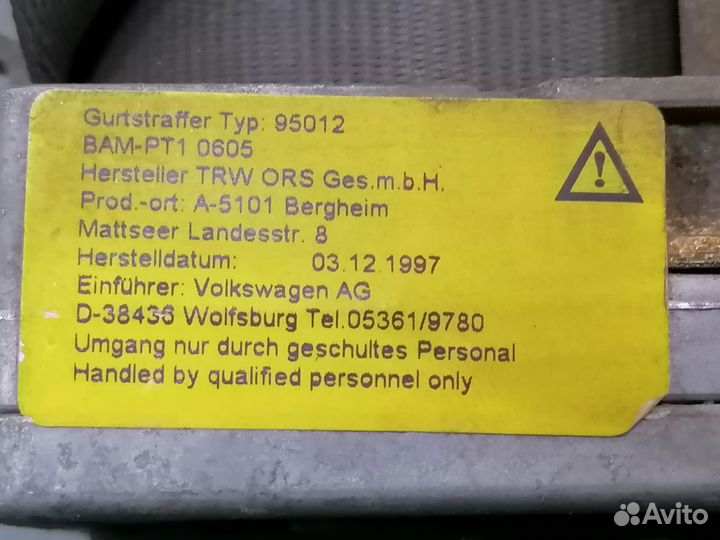 Gurtstraffer Typ: 95012
BAM-PT1 0605
Hersteller TRW ORS Ges.m.b.H.
Prod.-ort: A-5101 Bergheim
Mattseer Landesstr. 8
Herstelldatum: 03.12.1997
Einführer: Volkswagen AG
D-38436 Wolfsburg Tel.05361/9780
Umgang nur durch geschultes Personal
Handled by qualified personnel only
Avito